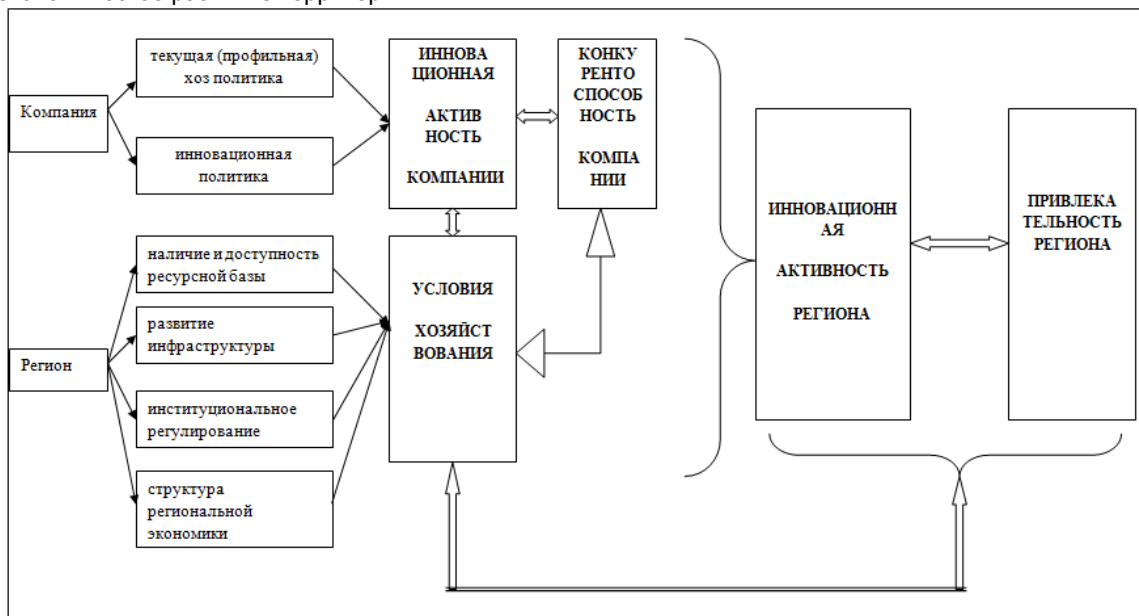 Компания
текущая (профильная)
хоз политика
инновационная
политика
ИННОВА
ЦИОННАЯ
АКТИВ
НОСТЬ
КОМПАНИИ
КОНКУ
РЕНТО
СПОСОБ
НОСТЬ
КОМПА
НИИ
Регион
наличие и доступность
ресурсной базы
развитие
инфраструктуры
институциональное
регулирование
структура
региональной
экономики
УСЛОВИЯ
ХОЗЯЙСТ
ВОВАНИЯ
ИННОВАЦИОНН
АЯ
АКТИВНОСТЬ
РЕГИОНА
ПРИВЛЕКА
ТЕЛЬНОСТЬ
РЕГИОНА